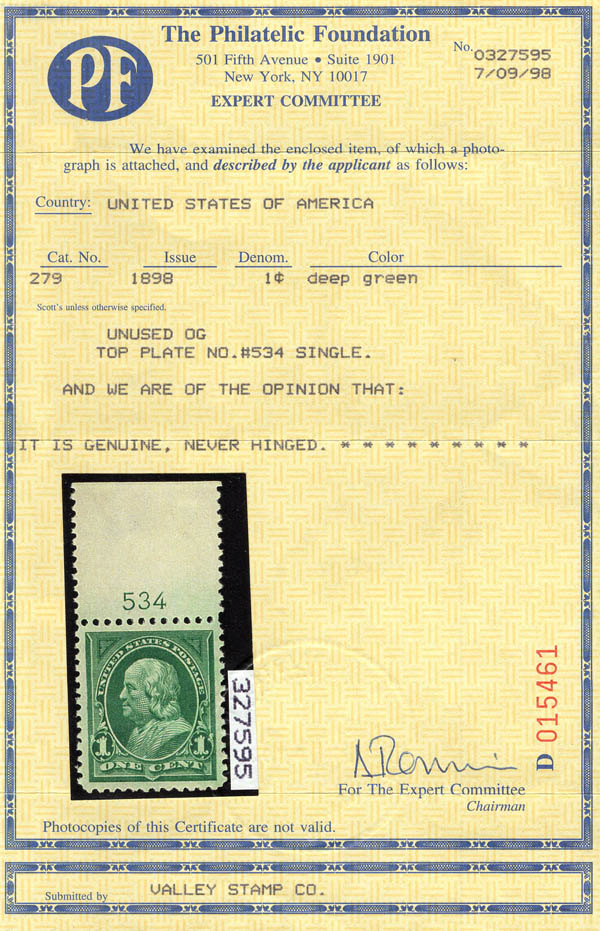 The Philatelic Foundation
PF
501 Fifth Avenue • Suite 1901
New York, NY 10017
EXPERT COMMITTEE
No. 0327595
7/09/98
We have examined the enclosed item, of which a photo-
graph is attached, and described by the applicant as follows:
Country: UNITED STATES OF AMERICA
Cat. No. Issue Denom. Color
279 1898 1¢ deep green
Scott's unless otherwise specified.
UNUSED OG
TOP PLATE NO.#534 SINGLE.
AND WE ARE OF THE OPINION THAT:
IT IS GENUINE, NEVER HINGED. * * * * * * * * *
534
UNITED STATES POSTAGE
1 1
ONE CENT
327595
D 015461
For The Expert Committee
Chairman
Photocopies of this Certificate are not valid.
Submitted by VALLEY STAMP CO.